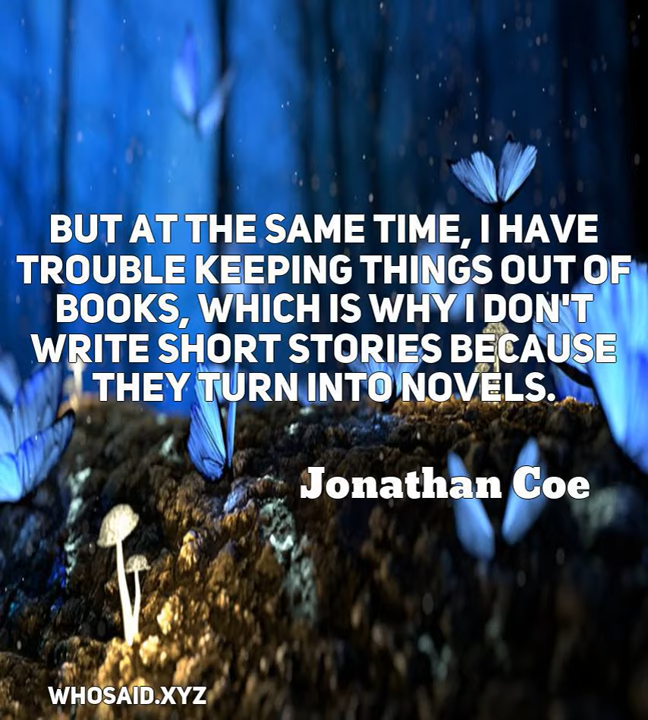 BUT AT THE SAME TIME, I HAVE
TROUBLE KEEPING THINGS OUT OF
BOOKS, WHICH IS WHY I DON'T
WRITE SHORT STORIES BECAUSE
THEY TURN INTO NOVELS.
Jonathan Coe
WHOSAID.XYZ